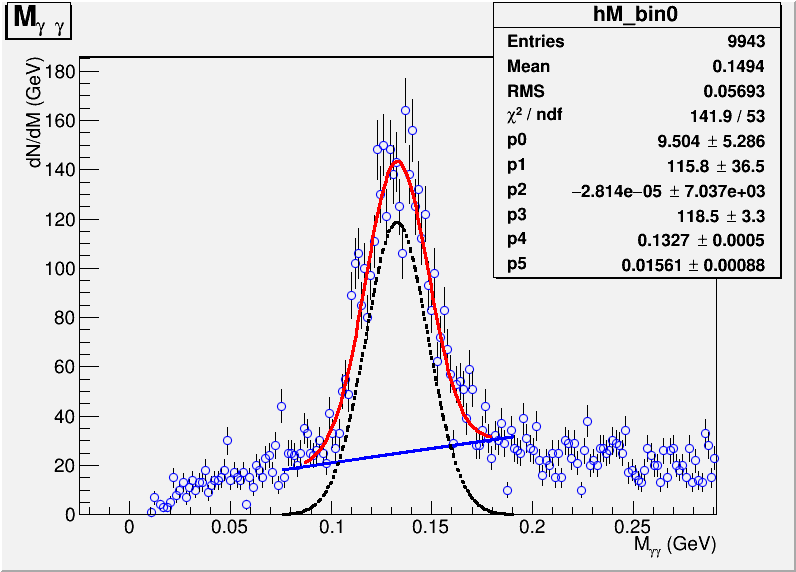 M γ γ
hM_bin0
Entries 9943
Mean 0.1494
RMS 0.05693
χ² / ndf 141.9 / 53
p0 9.504 ± 5.286
p1 115.8 ± 36.5
p2 −2.814e−05 ± 7.037e+03
p3 118.5 ± 3.3
p4 0.1327 ± 0.0005
p5 0.01561 ± 0.00088
dN/dM (GeV)
180
160
140
120
100
80
60
40
20
0
0 0.05 0.1 0.15 0.2 0.25
M γγ (GeV)